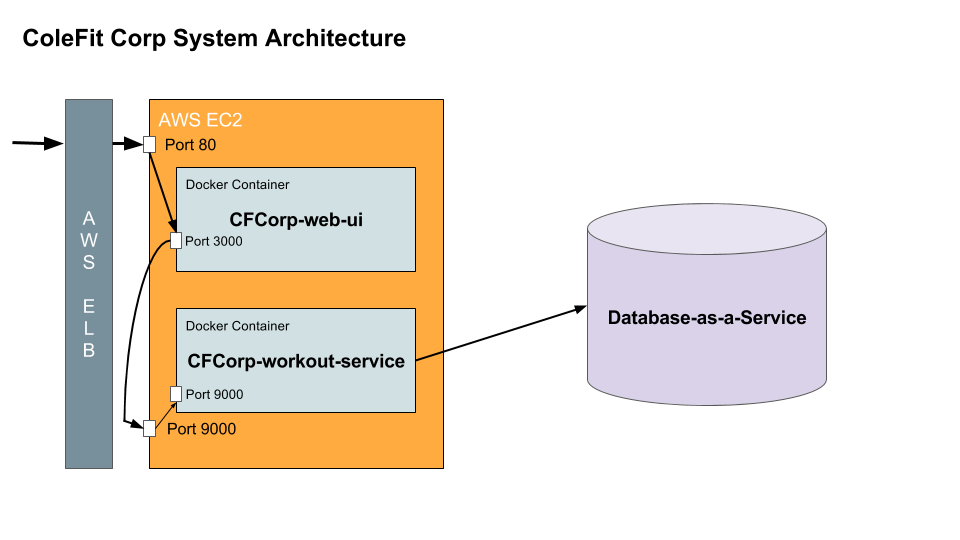 ColeFit Corp System Architecture
AWS ELB
AWS EC2
Port 80
Docker Container
CFCorp-web-ui
Port 3000
Docker Container
CFCorp-workout-service
Port 9000
Port 9000
Database-as-a-Service